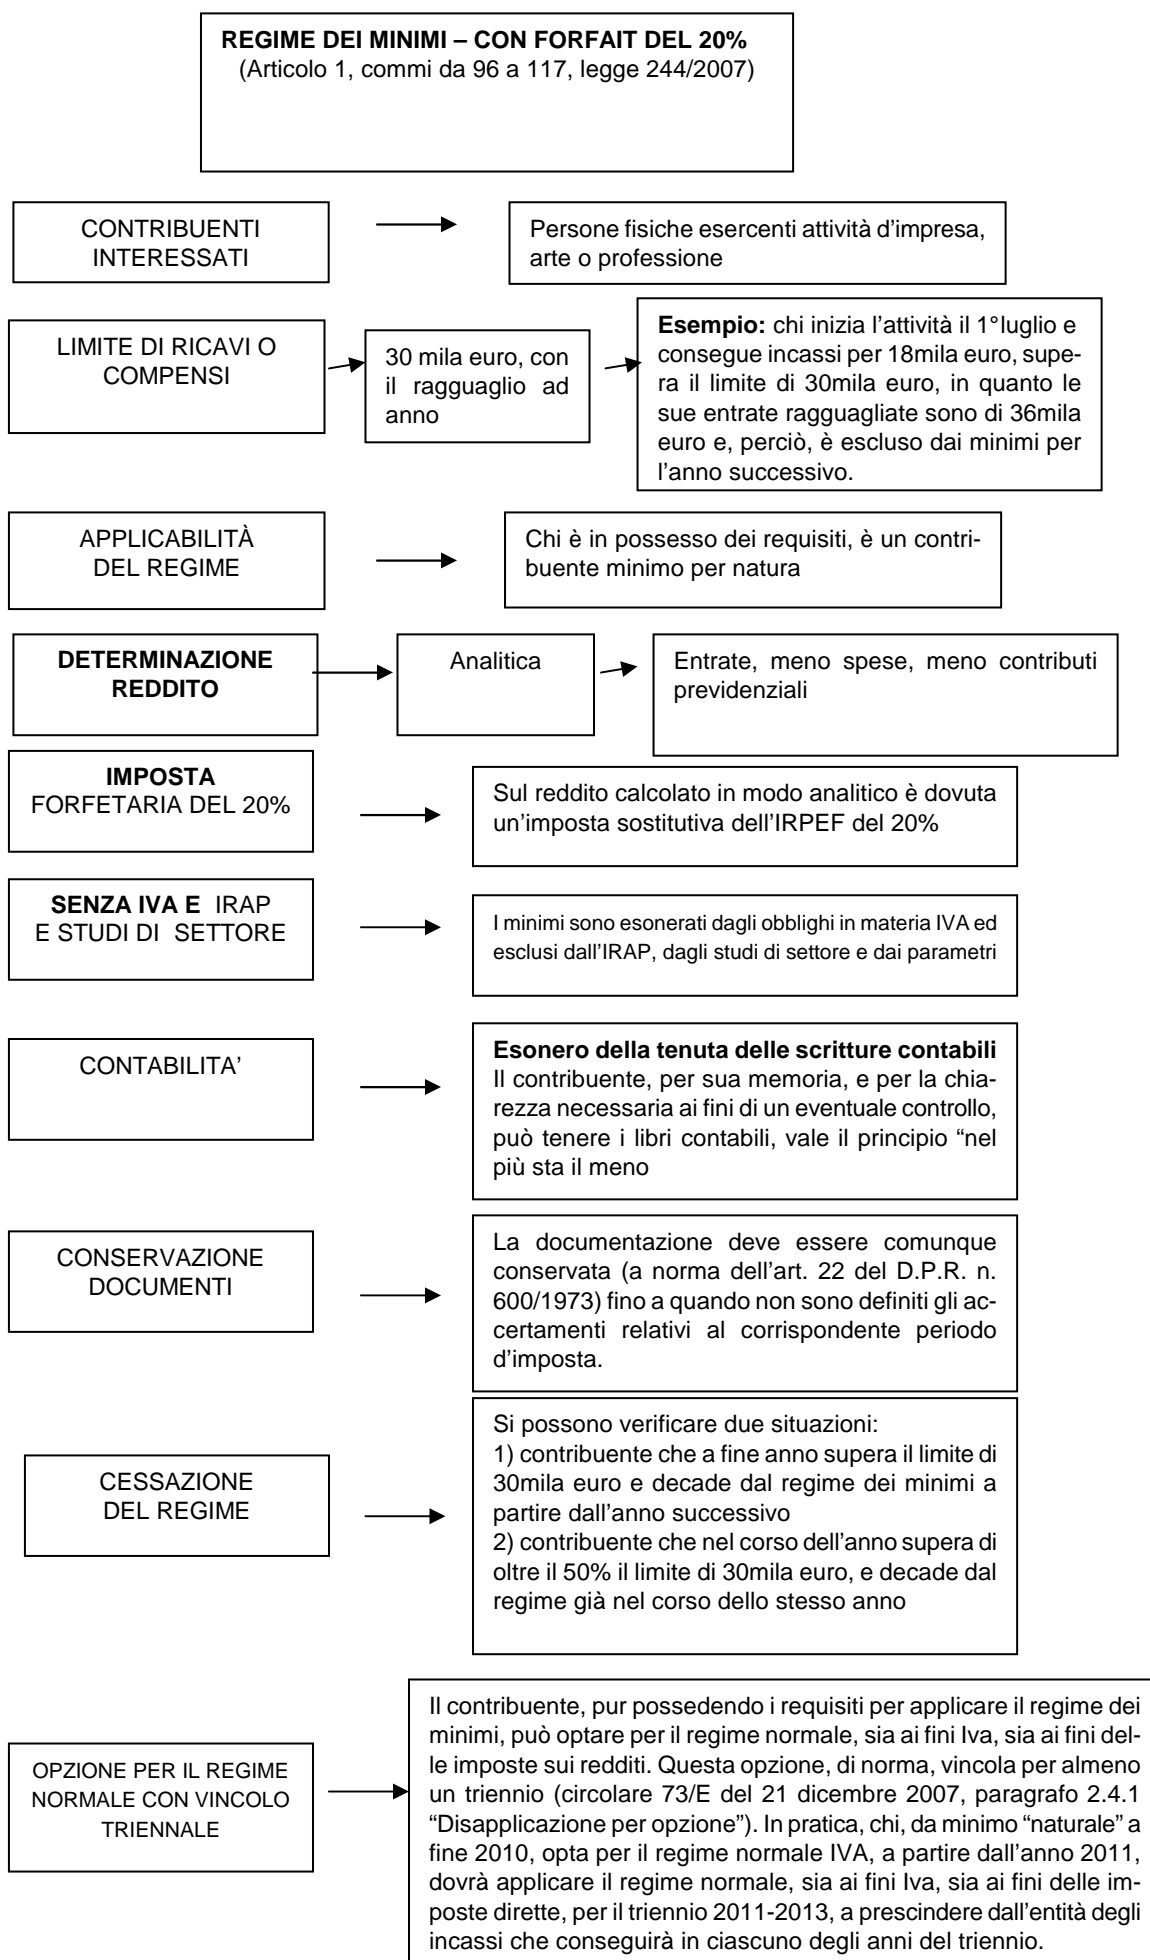 REGIME DEI MINIMI – CON FORFAIT DEL 20%
(Articolo 1, commi da 96 a 117, legge 244/2007)
CONTRIBUENTI
INTERESSATI
Persone fisiche esercenti attività d’impresa,
arte o professione
LIMITE DI RICAVI O
COMPENSI
30 mila euro, con
il ragguaglio ad
anno
Esempio: chi inizia l’attività il 1° luglio e
consegue incassi per 18mila euro, supe-
ra il limite di 30mila euro, in quanto le
sue entrate ragguagliate sono di 36mila
euro e, perciò, è escluso dai minimi per
l’anno successivo.
APPLICABILITÀ
DEL REGIME
Chi è in possesso dei requisiti, è un contri-
buente minimo per natura
DETERMINAZIONE
REDDITO
Analitica
Entrate, meno spese, meno contributi
previdenziali
IMPOSTA
FORFETARIA DEL 20%
Sul reddito calcolato in modo analitico è dovuta
un’imposta sostitutiva dell’IRPEF del 20%
SENZA IVA E IRAP
E STUDI DI SETTORE
I minimi sono esonerati dagli obblighi in materia IVA ed
esclusi dall’IRAP, dagli studi di settore e dai parametri
CONTABILITA’
Esonero della tenuta delle scritture contabili
Il contribuente, per sua memoria, e per la chia-
rezza necessaria ai fini di un eventuale controllo,
può tenere i libri contabili, vale il principio “nel
più sta il meno
CONSERVAZIONE
DOCUMENTI
La documentazione deve essere comunque
conservata (a norma dell’art. 22 del D.P.R. n.
600/1973) fino a quando non sono definiti gli ac-
certamenti relativi al corrispondente periodo
d’imposta.
CESSAZIONE
DEL REGIME
Si possono verificare due situazioni:
1) contribuente che a fine anno supera il limite di
30mila euro e decade dal regime dei minimi a
partire dall’anno successivo
2) contribuente che nel corso dell’anno supera di
oltre il 50% il limite di 30mila euro, e decade dal
regime già nel corso dello stesso anno
OPZIONE PER IL REGIME
NORMALE CON VINCOLO
TRIENNALE
Il contribuente, pur possedendo i requisiti per applicare il regime dei
minimi, può optare per il regime normale, sia ai fini Iva, sia ai fini del-
le imposte sui redditi. Questa opzione, di norma, vincola per almeno
un triennio (circolare 73/E del 21 dicembre 2007, paragrafo 2.4.1
“Disapplicazione per opzione”). In pratica, chi, da minimo “naturale” a
fine 2010, opta per il regime normale IVA, a partire dall’anno 2011,
dovrà applicare il regime normale, sia ai fini Iva, sia ai fini delle im-
poste dirette, per il triennio 2011-2013, a prescindere dall’entità degli
incassi che conseguirà in ciascuno degli anni del triennio.